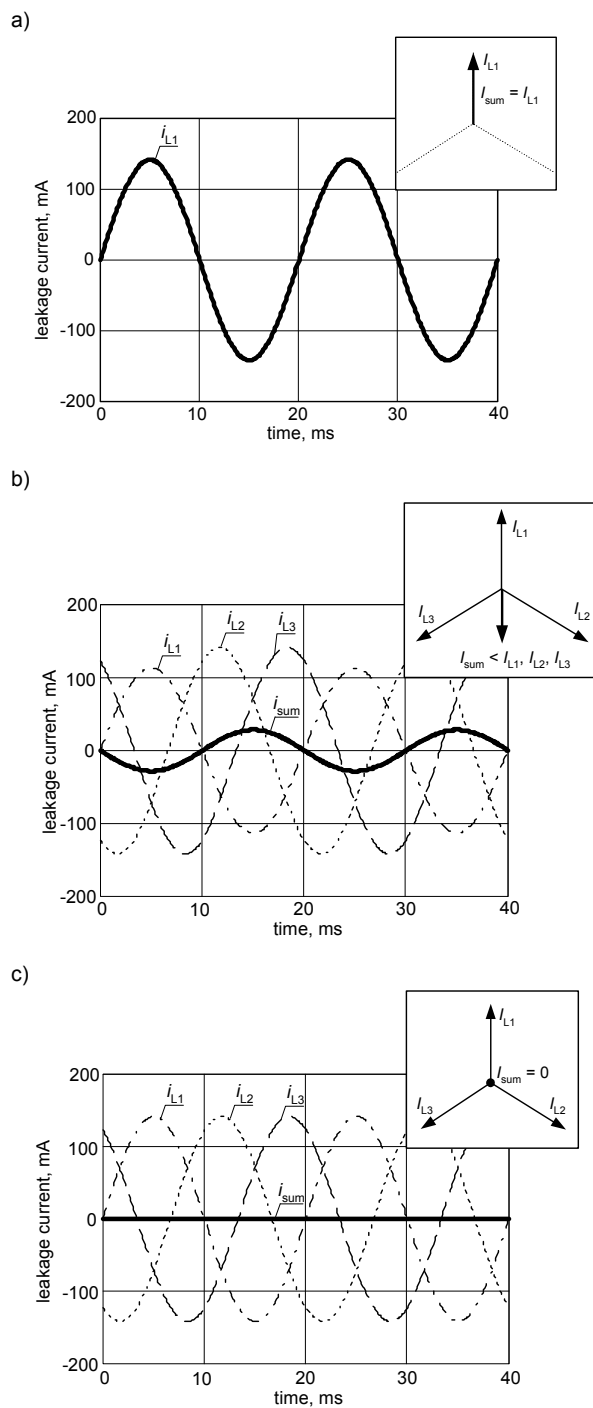 a)
I_L1
I_sum = I_L1
200
i_L1
100
0
-100
-200
leakage current, mA
0 10 20 30 40
time, ms
b)
I_L1
I_L3 I_L2
I_sum < I_L1, I_L2, I_L3
200
i_L1 i_L2 i_L3
100
i_sum
0
-100
-200
leakage current, mA
0 10 20 30 40
time, ms
c)
I_L1
I_sum = 0
I_L3 I_L2
200
i_L1 i_L2 i_L3
100
i_sum
0
-100
-200
leakage current, mA
0 10 20 30 40
time, ms